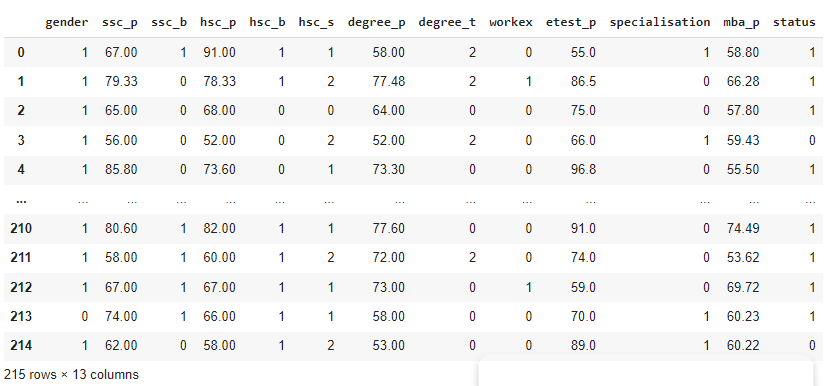 gender ssc_p ssc_b hsc_p hsc_b hsc_s degree_p degree_t workex etest_p specialisation mba_p status
0 1 67.00 1 91.00 1 1 58.00 2 0 55.0 1 58.80 1
1 1 79.33 0 78.33 1 2 77.48 2 1 86.5 0 66.28 1
2 1 65.00 0 68.00 0 0 64.00 0 0 75.0 0 57.80 1
3 1 56.00 0 52.00 0 2 52.00 2 0 66.0 1 59.43 0
4 1 85.80 0 73.60 0 1 73.30 0 0 96.8 0 55.50 1
... ... ... ... ... ... ... ... ... ... ... ... ... ...
210 1 80.60 1 82.00 1 1 77.60 0 0 91.0 0 74.49 1
211 1 58.00 1 60.00 1 2 72.00 2 0 74.0 0 53.62 1
212 1 67.00 1 67.00 1 1 73.00 0 1 59.0 0 69.72 1
213 0 74.00 1 66.00 1 1 58.00 0 0 70.0 1 60.23 1
214 1 62.00 0 58.00 1 2 53.00 0 0 89.0 1 60.22 0
215 rows × 13 columns